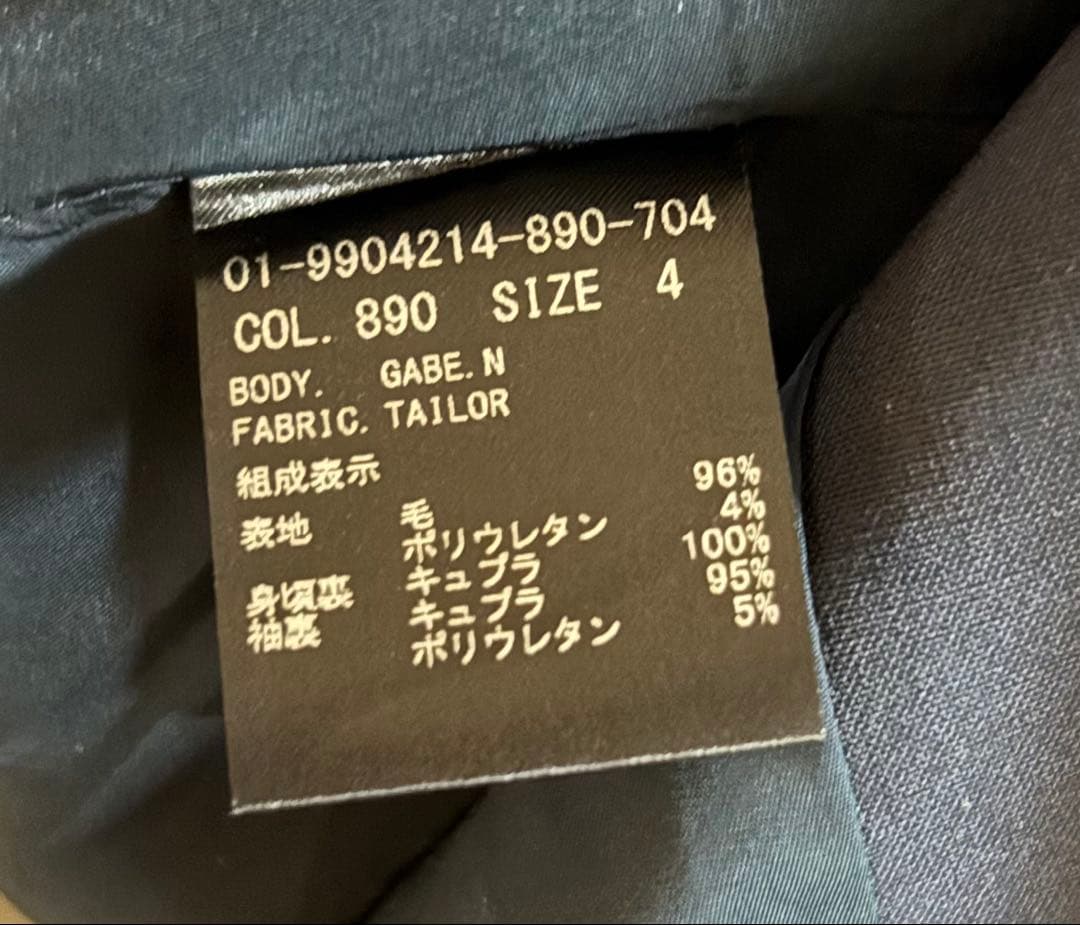 01-9904214-890-704
COL. 890 SIZE 4
BODY. GABE.N
FABRIC. TAILOR
組成表示
表地 毛 96%
ポリウレタン 4%
身頃裏 キュプラ 100%
袖裏 キュプラ 95%
ポリウレタン 5%